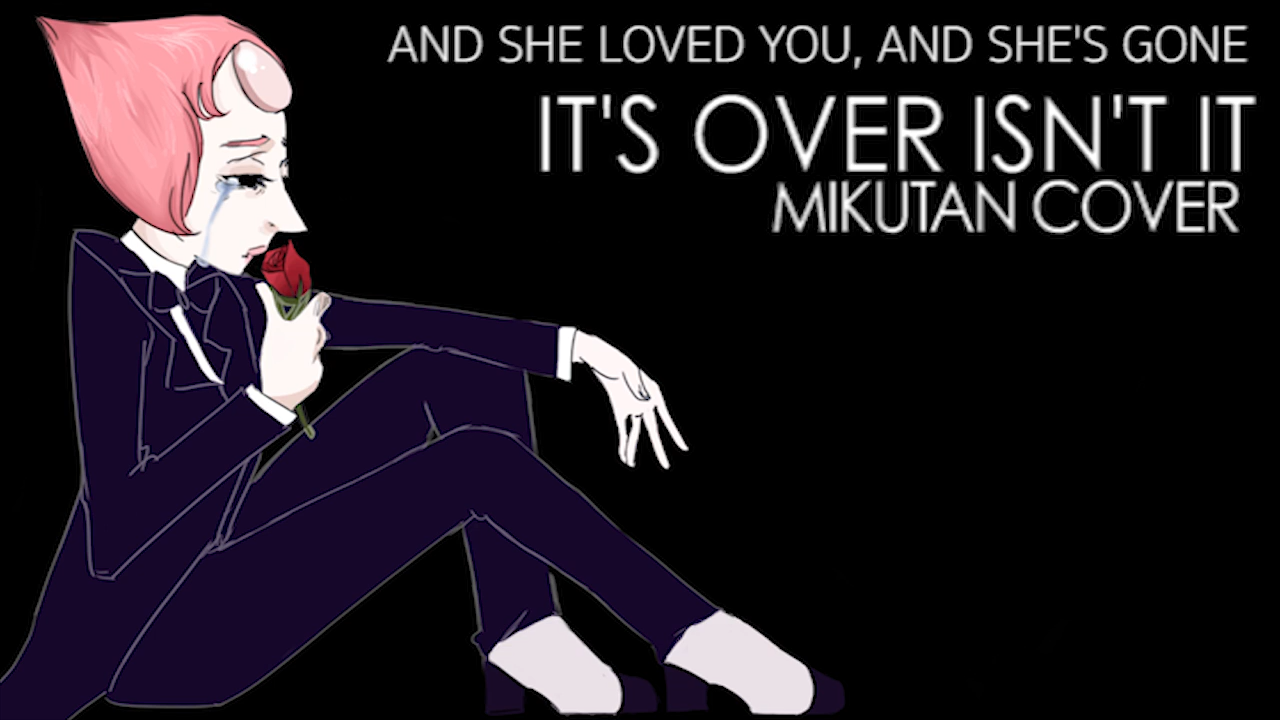 AND SHE LOVED YOU, AND SHE'S GONE
IT'S OVER ISN'T IT
MIKUTAN COVER